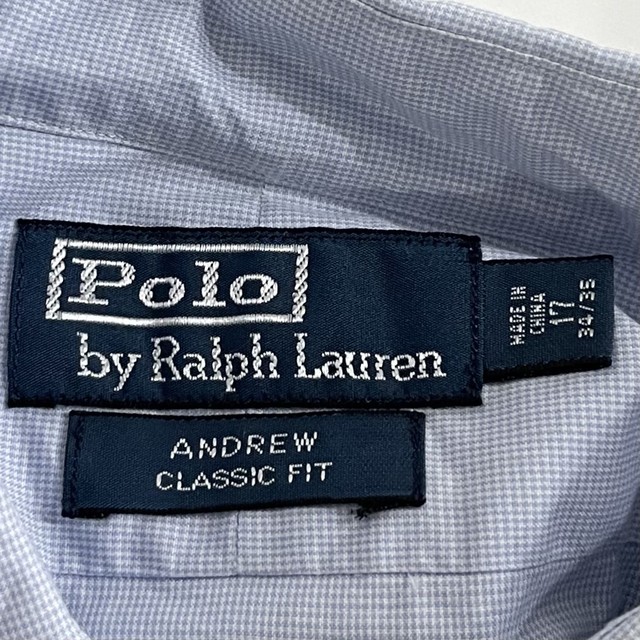 Polo
by Ralph Lauren
ANDREW
CLASSIC FIT
MADE IN
CHINA
17
34/35